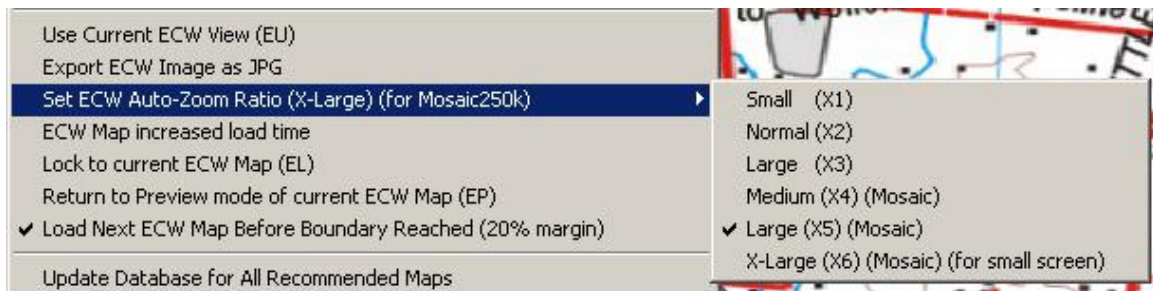 Use Current ECW View (EU)
Export ECW Image as JPG
Set ECW Auto-Zoom Ratio (X-Large) (for Mosaic250k)
ECW Map increased load time
Lock to current ECW Map (EL)
Return to Preview mode of current ECW Map (EP)
Load Next ECW Map Before Boundary Reached (20% margin)
Update Database for All Recommended Maps
Small (X1)
Normal (X2)
Large (X3)
Medium (X4) (Mosaic)
Large (X5) (Mosaic)
X-Large (X6) (Mosaic) (for small screen)